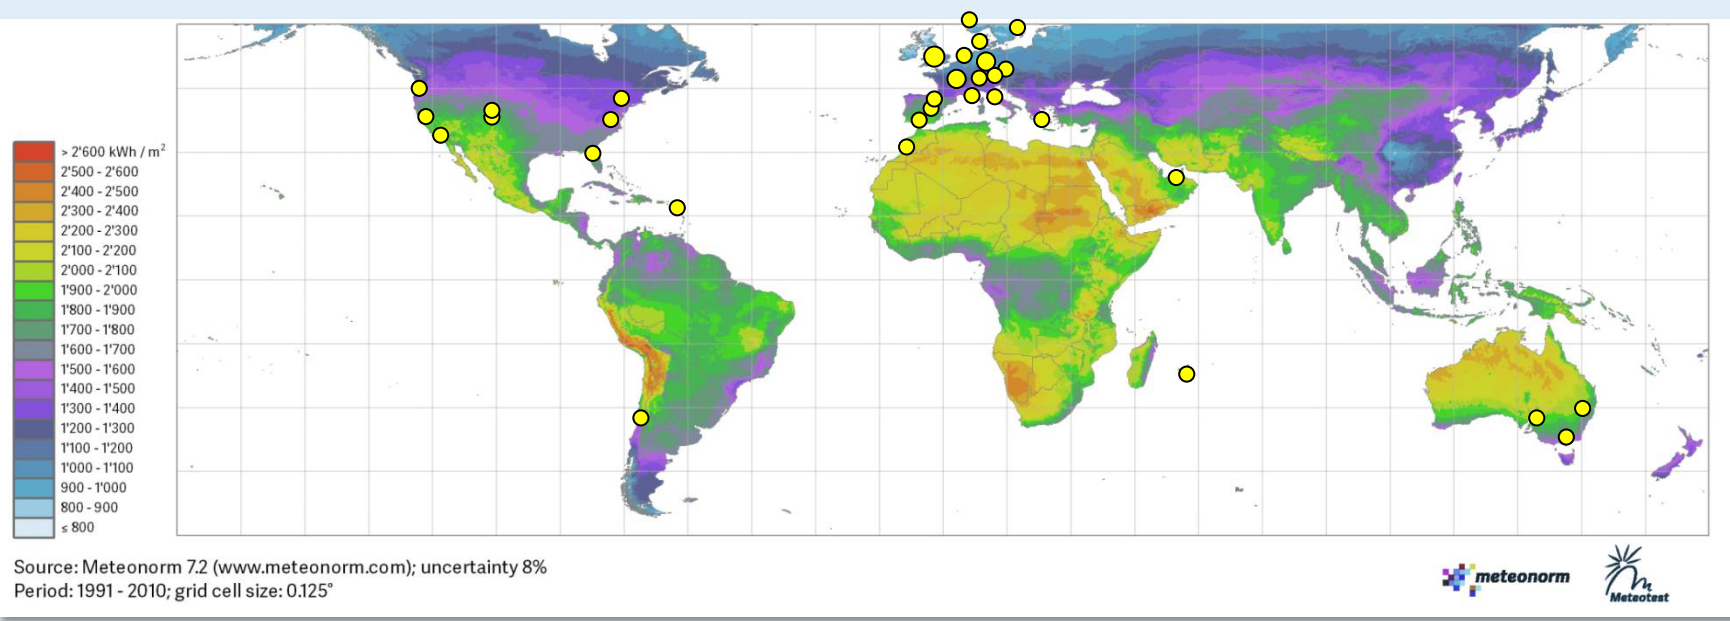 > 2'600 kWh / m²
2'500 - 2'600
2'400 - 2'500
2'300 - 2'400
2'200 - 2'300
2'100 - 2'200
2'000 - 2'100
1'900 - 2'000
1'800 - 1'900
1'700 - 1'800
1'600 - 1'700
1'500 - 1'600
1'400 - 1'500
1'300 - 1'400
1'200 - 1'300
1'100 - 1'200
1'000 - 1'100
900 - 1'000
800 - 900
≤ 800
Source: Meteonorm 7.2 (www.meteonorm.com); uncertainty 8%
Period: 1991 - 2010; grid cell size: 0.125°
meteonorm
Meteotest